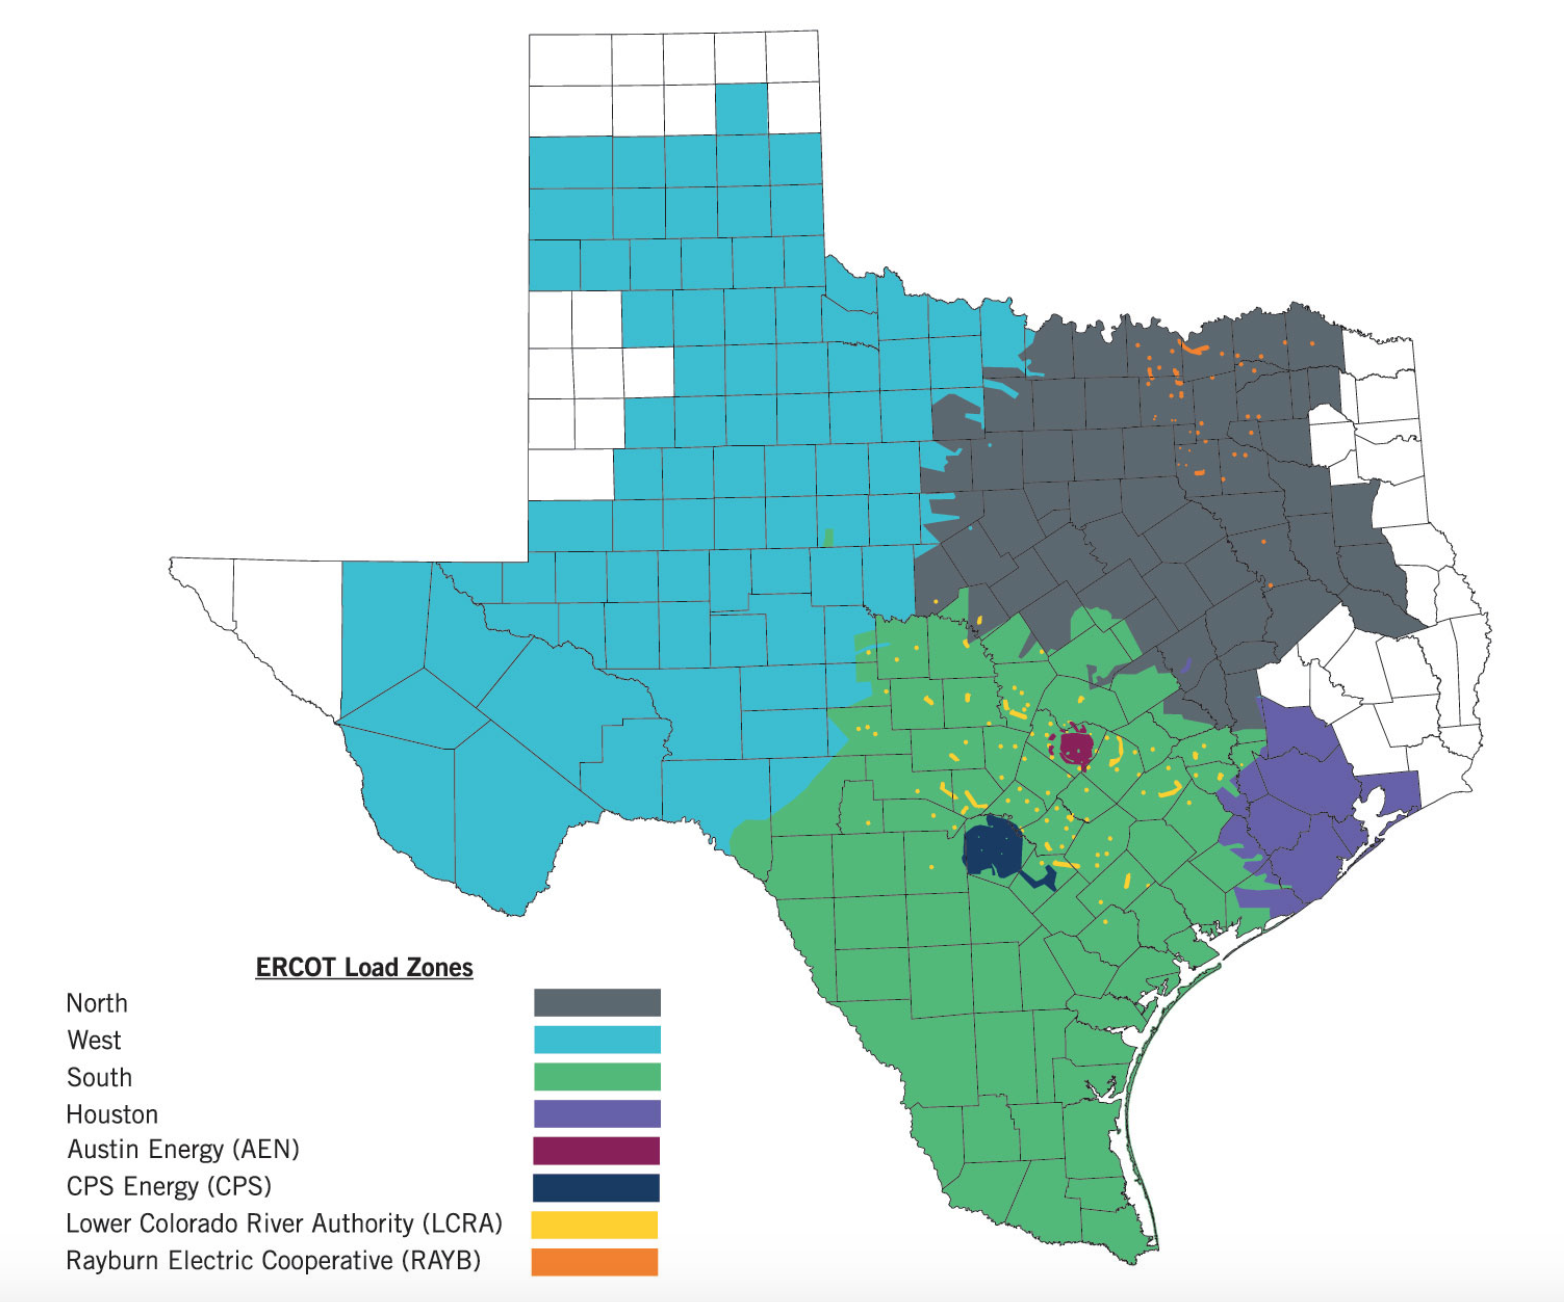 ERCOT Load Zones
North
West
South
Houston
Austin Energy (AEN)
CPS Energy (CPS)
Lower Colorado River Authority (LCRA)
Rayburn Electric Cooperative (RAYB)